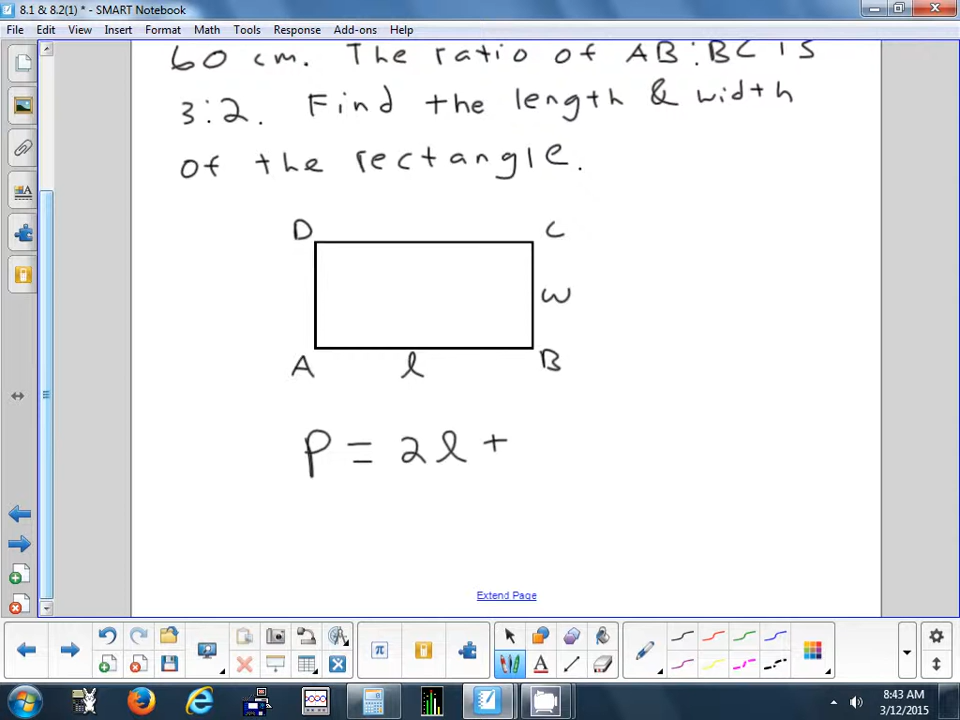 8.1 & 8.2(1) * - SMART Notebook
File Edit View Insert Format Math Tools Response Add-ons Help
60 cm. The ratio of AB:BC is
3:2. Find the length & width
of the rectangle.
D C
w
A l B
P = 2l +
Extend Page
8:43 AM
3/12/2015